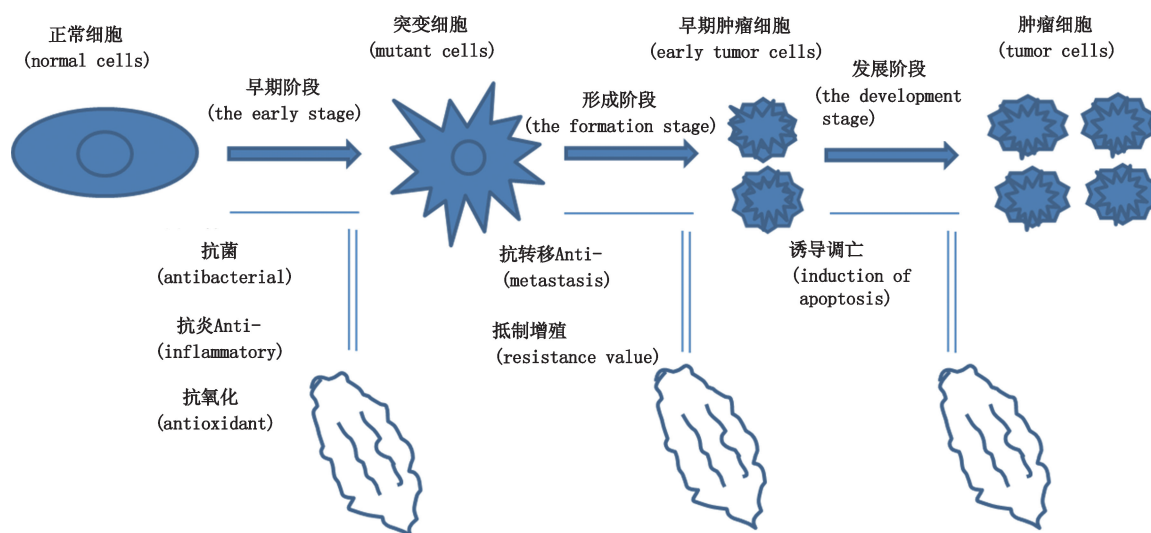 正常细胞
(normal cells)
早期阶段
(the early stage)
突变细胞
(mutant cells)
形成阶段
(the formation stage)
早期肿瘤细胞
(early tumor cells)
发展阶段
(the development
stage)
肿瘤细胞
(tumor cells)
抗菌
(antibacterial)
抗炎Anti-
(inflammatory)
抗氧化
(antioxidant)
抗转移Anti-
(metastasis)
抵制增殖
(resistance value)
诱导调亡
(induction of
apoptosis)